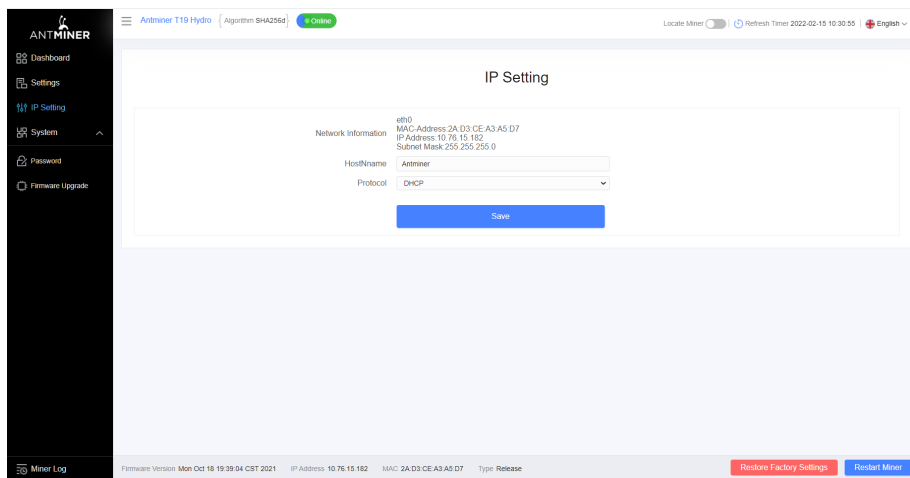 ANTMINER
Antminer T19 Hydro { Algorithm SHA256d } Online
Locate Miner Refresh Timer 2022-02-15 10:30:55 English
Dashboard
Settings
IP Setting
System
Password
Firmware Upgrade
Miner Log
IP Setting
Network Information
eth0
MAC-Address:2A:D3:CE:A3:A5:D7
IP Address:10.76.15.182
Subnet Mask:255.255.255.0
HostNname Antminer
Protocol DHCP
Save
Firmware Version Mon Oct 18 19:39:04 CST 2021 IP Address 10.76.15.182 MAC 2A:D3:CE:A3:A5:D7 Type Release
Restore Factory Settings Restart Miner